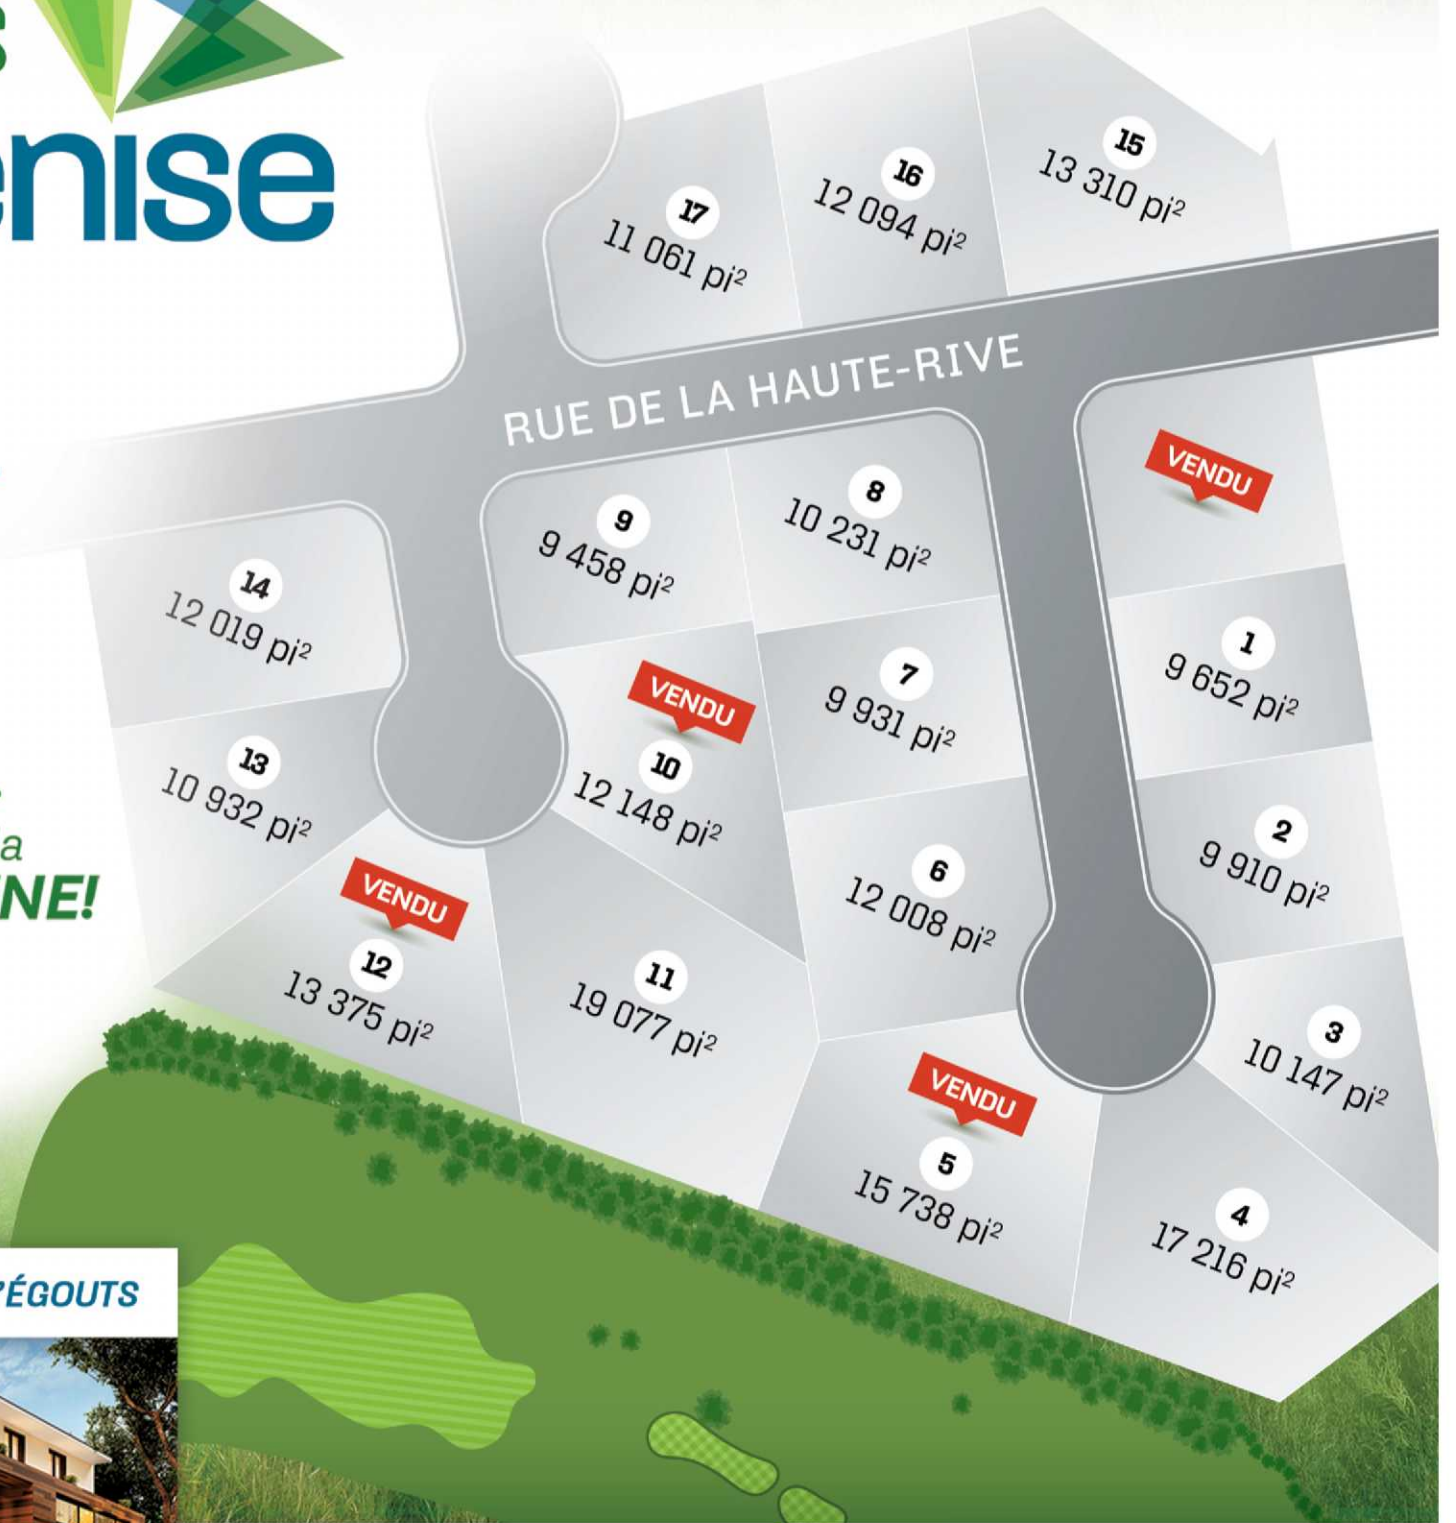 enise
15
13 310 pi²
16
12 094 pi²
17
11 061 pi²
RUE DE LA HAUTE-RIVE
VENDU
8
10 231 pi²
9
9 458 pi²
14
12 019 pi²
1
9 652 pi²
7
9 931 pi²
VENDU
10
12 148 pi²
13
10 932 pi²
2
9 910 pi²
6
12 008 pi²
a
NE!
VENDU
12
13 375 pi²
11
19 077 pi²
3
10 147 pi²
VENDU
5
15 738 pi²
4
17 216 pi²
'ÉGOUTS